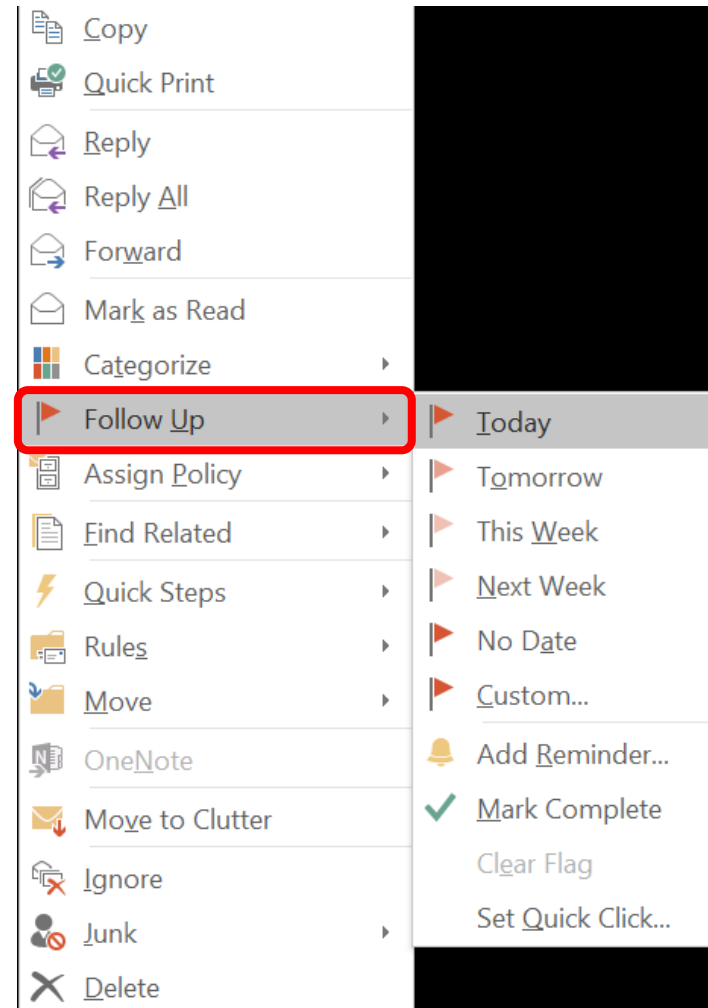 Copy
Quick Print
Reply
Reply All
Forward
Mark as Read
Categorize
Follow Up
Assign Policy
Find Related
Quick Steps
Rules
Move
OneNote
Move to Clutter
Ignore
Junk
Delete
Today
Tomorrow
This Week
Next Week
No Date
Custom...
Add Reminder...
Mark Complete
Clear Flag
Set Quick Click...